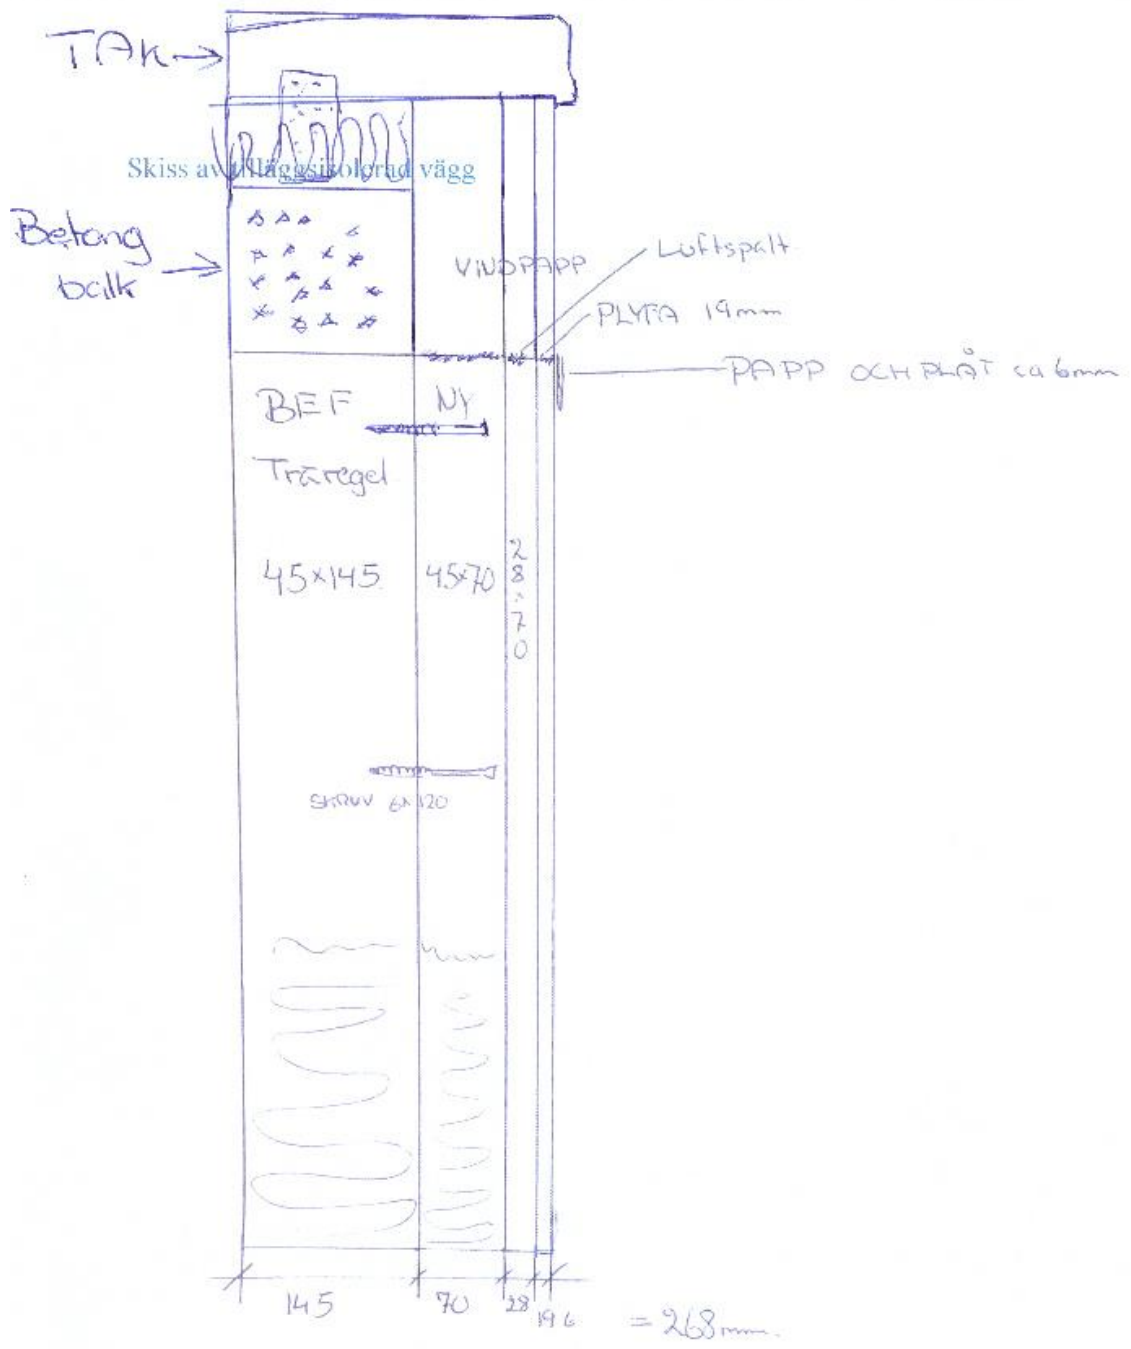 TAK
Skiss av tilläggsisolerad vägg
Betong
balk
VINDPAPP
Luftspalt
PLYFA 19mm
PAPP OCH PLÅT ca 6mm
BEF
NY
Träregel
45x145
45x70
28.70
SKRUV 6x120
145
70
28
19 6
= 268mm.